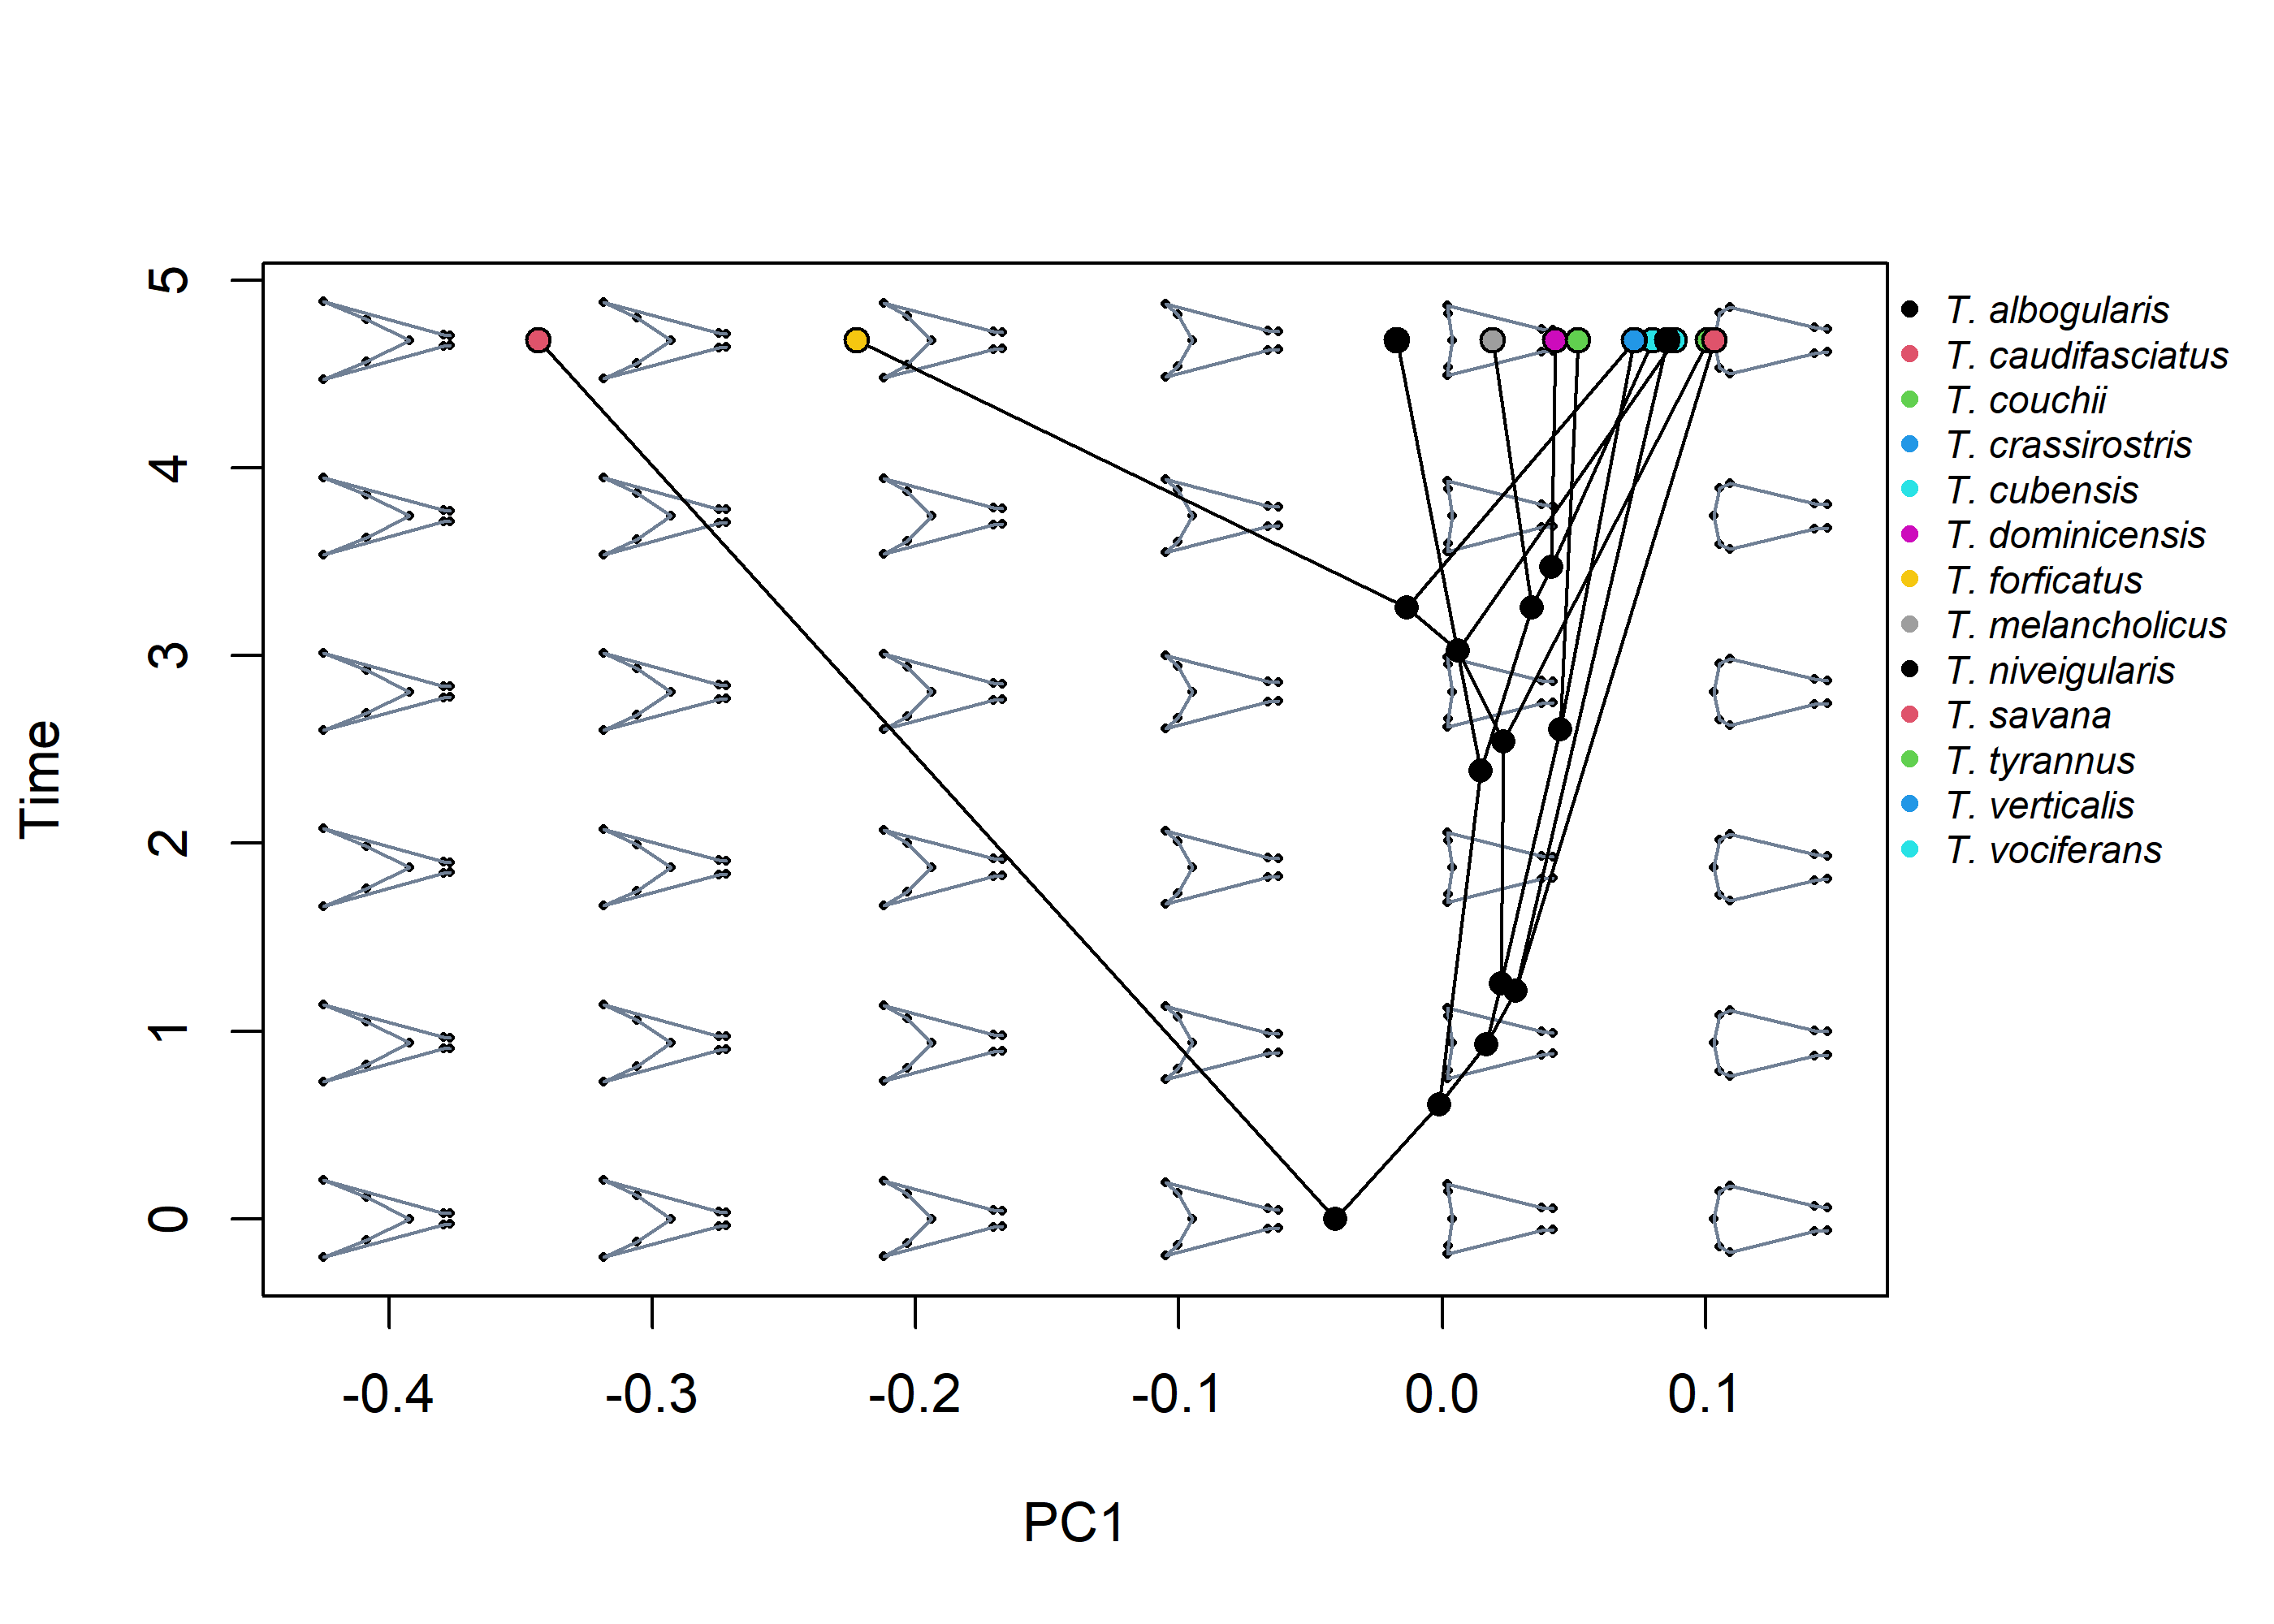 5
4
3
2
1
0
Time
-0.4 -0.3 -0.2 -0.1 0.0 0.1
PC1
T. albogularis
T. caudifasciatus
T. couchii
T. crassirostris
T. cubensis
T. dominicensis
T. forficatus
T. melancholicus
T. niveigularis
T. savana
T. tyrannus
T. verticalis
T. vociferans